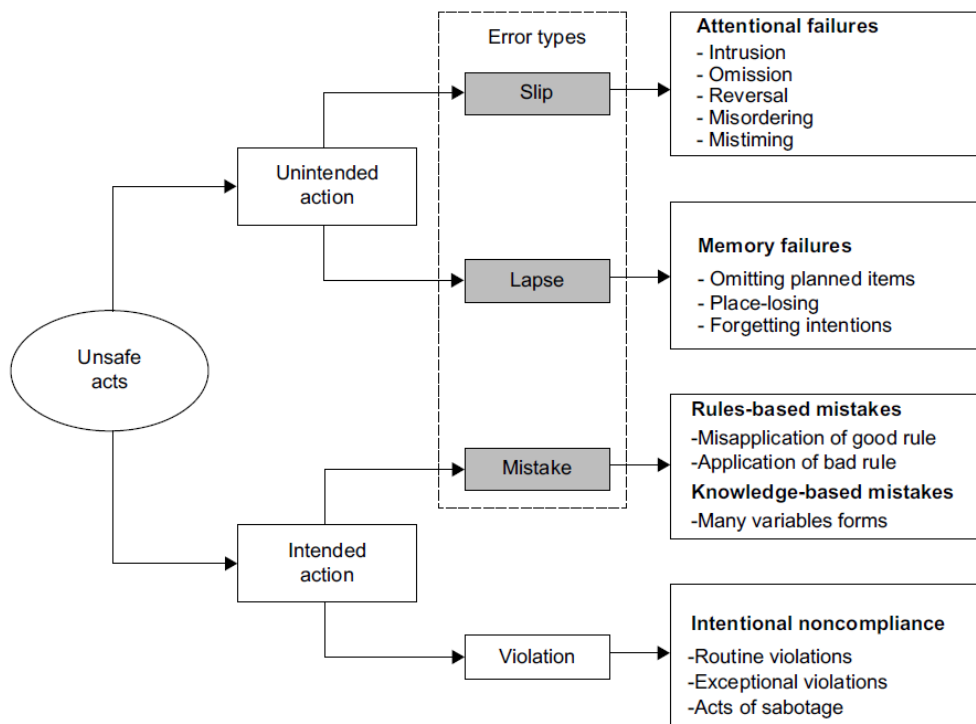 Error types
Slip
Attentional failures
- Intrusion
- Omission
- Reversal
- Misordering
- Mistiming
Unintended
action
Lapse
Memory failures
- Omitting planned items
- Place-losing
- Forgetting intentions
Unsafe
acts
Mistake
Rules-based mistakes
-Misapplication of good rule
-Application of bad rule
Knowledge-based mistakes
-Many variables forms
Intended
action
Violation
Intentional noncompliance
-Routine violations
-Exceptional violations
-Acts of sabotage